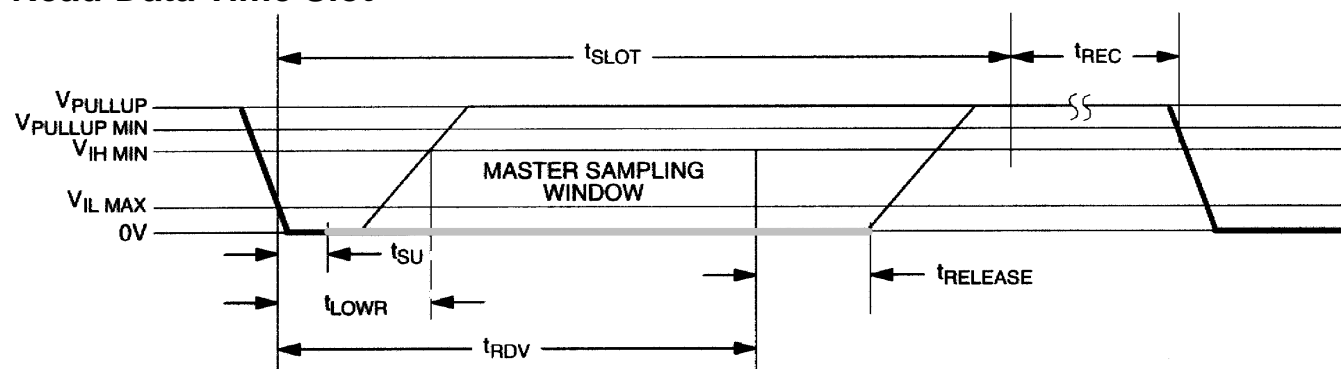 Read Data Time Slot
tSLOT
tREC
VPULLUP
VPULLUP MIN
VIH MIN
MASTER SAMPLING
WINDOW
VIL MAX
0V
tSU
tRELEASE
tLOWR
tRDV